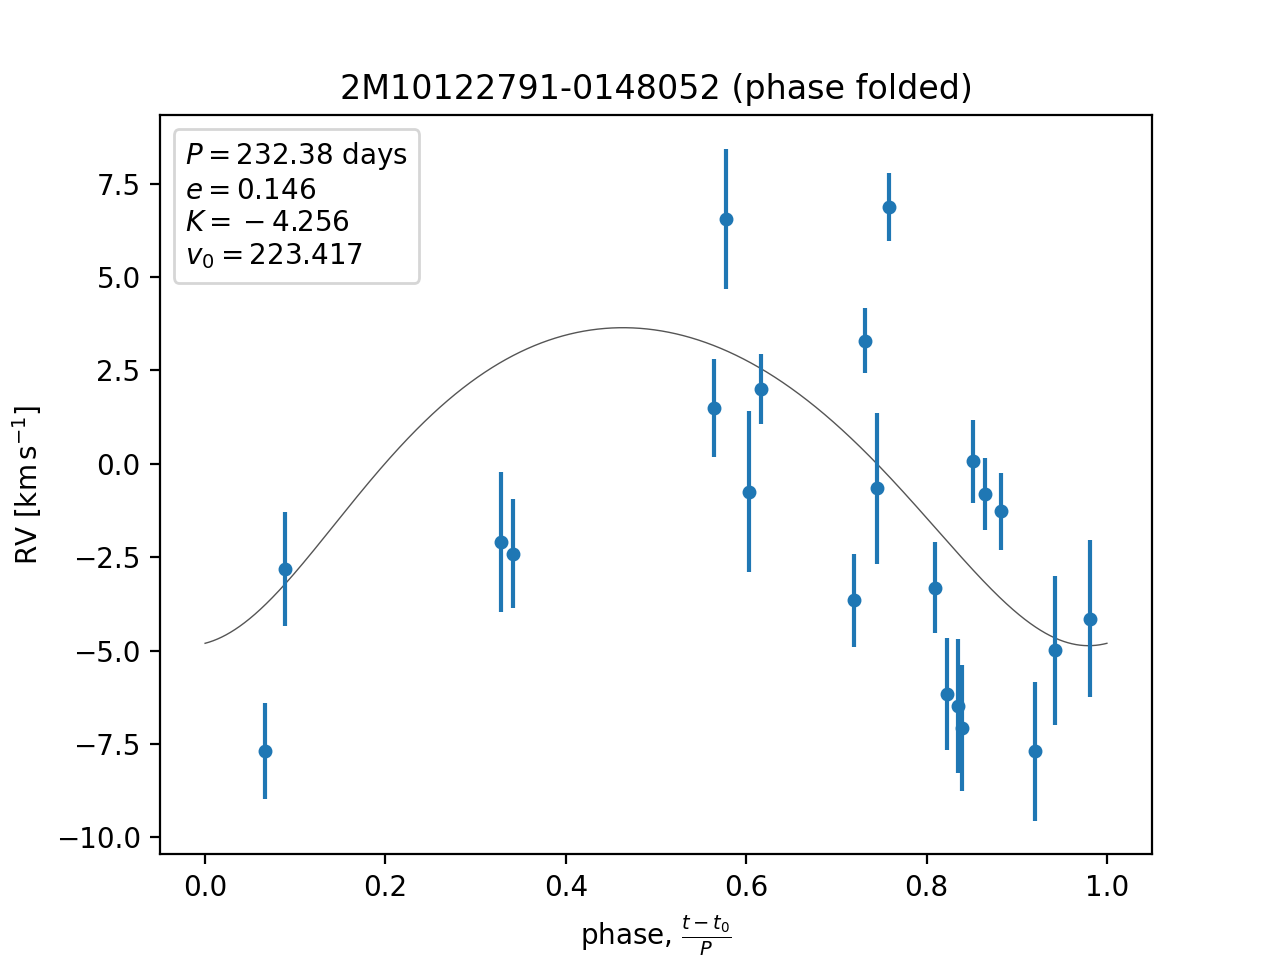 2M10122791-0148052 (phase folded)
P = 232.38 days
e = 0.146
K = −4.256
v₀ = 223.417
7.5
5.0
2.5
0.0
−2.5
−5.0
−7.5
−10.0
RV [km s⁻¹]
0.0 0.2 0.4 0.6 0.8 1.0
phase, (t − t₀)/P